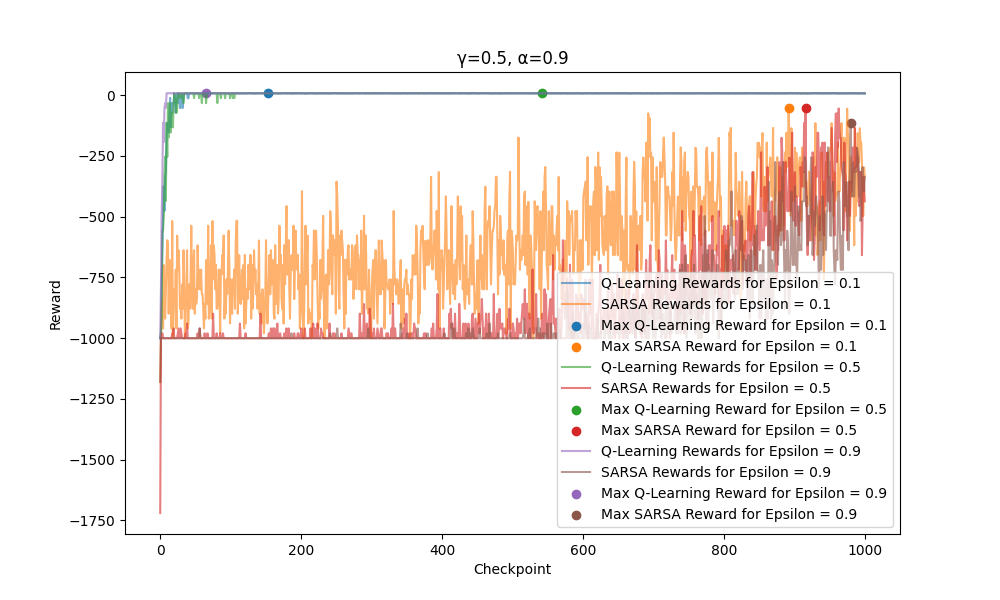 γ=0.5, α=0.9
Reward
0
−250
−500
−750
−1000
−1250
−1500
−1750
Q-Learning Rewards for Epsilon = 0.1
SARSA Rewards for Epsilon = 0.1
Max Q-Learning Reward for Epsilon = 0.1
Max SARSA Reward for Epsilon = 0.1
Q-Learning Rewards for Epsilon = 0.5
SARSA Rewards for Epsilon = 0.5
Max Q-Learning Reward for Epsilon = 0.5
Max SARSA Reward for Epsilon = 0.5
Q-Learning Rewards for Epsilon = 0.9
SARSA Rewards for Epsilon = 0.9
Max Q-Learning Reward for Epsilon = 0.9
Max SARSA Reward for Epsilon = 0.9
0 200 400 600 800 1000
Checkpoint